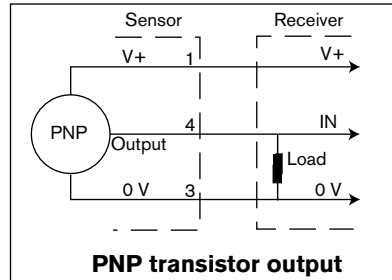 Sensor Receiver
V+ 1 V+
PNP Output 4 IN
Load
0 V 3 0 V
PNP transistor output